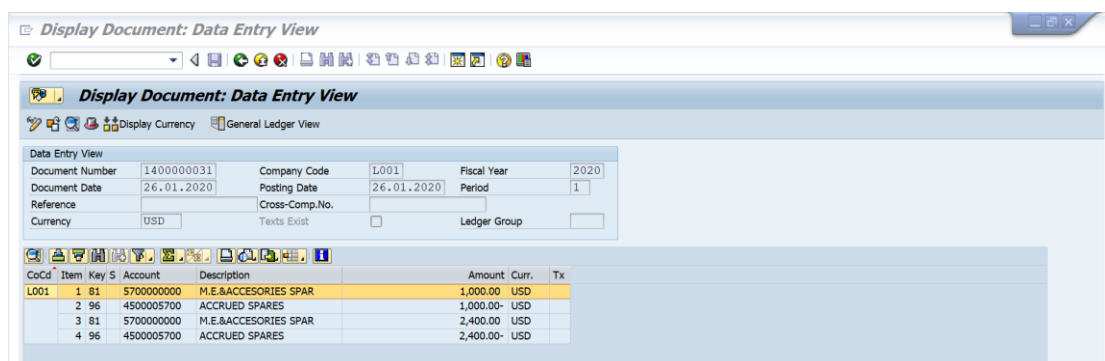 Display Document: Data Entry View
Display Document: Data Entry View
Display Currency General Ledger View
Data Entry View
Document Number 1400000031 Company Code L001 Fiscal Year 2020
Document Date 26.01.2020 Posting Date 26.01.2020 Period 1
Reference Cross-Comp.No.
Currency USD Texts Exist Ledger Group
CoCd Item Key S Account Description Amount Curr. Tx
L001 1 81 5700000000 M.E.&ACCESORIES SPAR 1,000.00 USD
2 96 4500005700 ACCRUED SPARES 1,000.00- USD
3 81 5700000000 M.E.&ACCESORIES SPAR 2,400.00 USD
4 96 4500005700 ACCRUED SPARES 2,400.00- USD